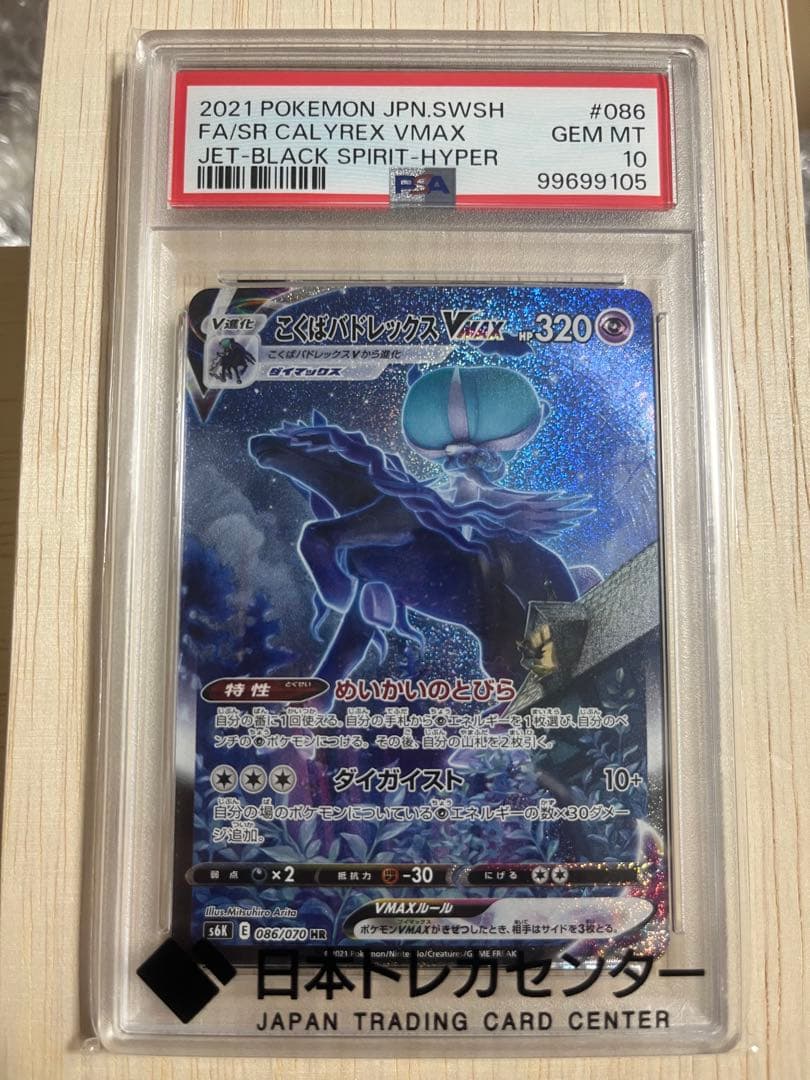 2021 POKEMON JPN.SWSH #086
FA/SR CALYREX VMAX GEM MT
JET-BLACK SPIRIT-HYPER 10
PSA 99699105
V進化 こくばバドレックスVMAX HP320
こくばバドレックスVから進化
ダイマックス
特性 とくせい めいかいのとびら
自分の番に1回使える。自分の手札からエネルギーを1枚選び、自分のベ
ンチのポケモンにつける。その後、自分の山札を2枚引く。
ダイガイスト 10+
自分の場のポケモンについているエネルギーの数×30ダメー
ジ追加。
弱点 ×2 抵抗力 -30 にげる
Illus.Mitsuhiro Arita VMAXルール
s6K E 086/070 HR ポケモンVMAXがきぜつしたとき、相手はサイドを3枚とる。
©2021 Pokémon/Nintendo/Creatures/GAME FREAK
日本トレカセンター
JAPAN TRADING CARD CENTER